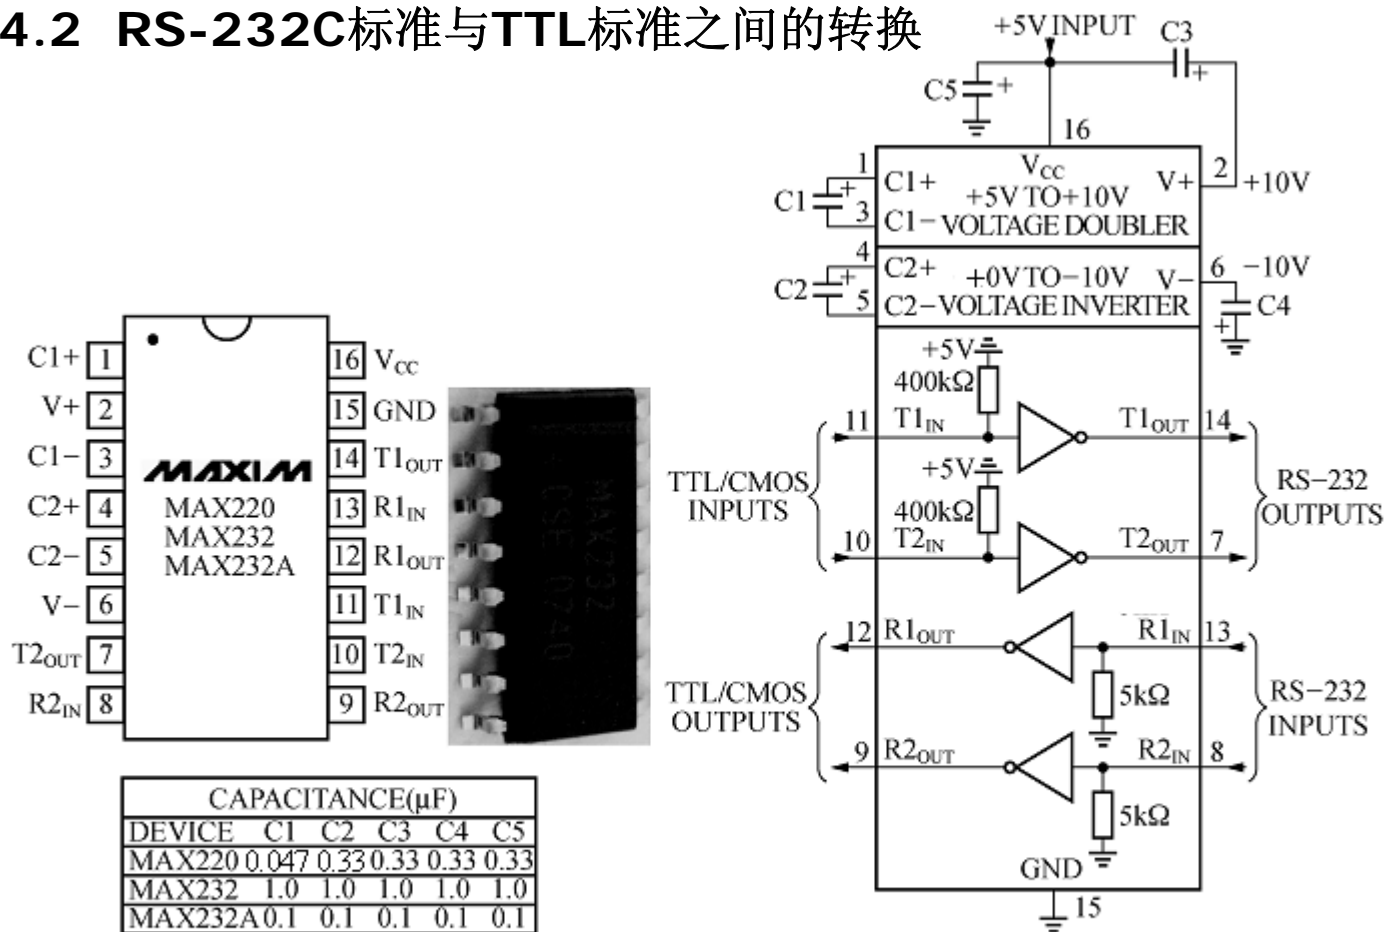 4.2 RS-232C标准与TTL标准之间的转换
C1+ 1
V+ 2
C1− 3
C2+ 4
C2− 5
V− 6
T2OUT 7
R2IN 8
MAXIM
MAX220
MAX232
MAX232A
16 VCC
15 GND
14 T1OUT
13 R1IN
12 R1OUT
11 T1IN
10 T2IN
9 R2OUT
MAX232
CAPACITANCE(μF)
DEVICE C1 C2 C3 C4 C5
MAX220 0.047 0.33 0.33 0.33 0.33
MAX232 1.0 1.0 1.0 1.0 1.0
MAX232A 0.1 0.1 0.1 0.1 0.1
+5V INPUT C3
+
C5 +
16
VCC
1 C1+ +5V TO+10V V+ 2 +10V
C1 +
3 C1− VOLTAGE DOUBLER
4 C2+ +0V TO−10V V− 6 −10V
C2 +
5 C2− VOLTAGE INVERTER
C4
+
+5V
400kΩ
11 T1IN T1OUT 14
+5V
400kΩ
10 T2IN T2OUT 7
TTL/CMOS
INPUTS
RS−232
OUTPUTS
12 R1OUT R1IN 13
5kΩ
9 R2OUT R2IN 8
5kΩ
TTL/CMOS
OUTPUTS
RS−232
INPUTS
GND
15